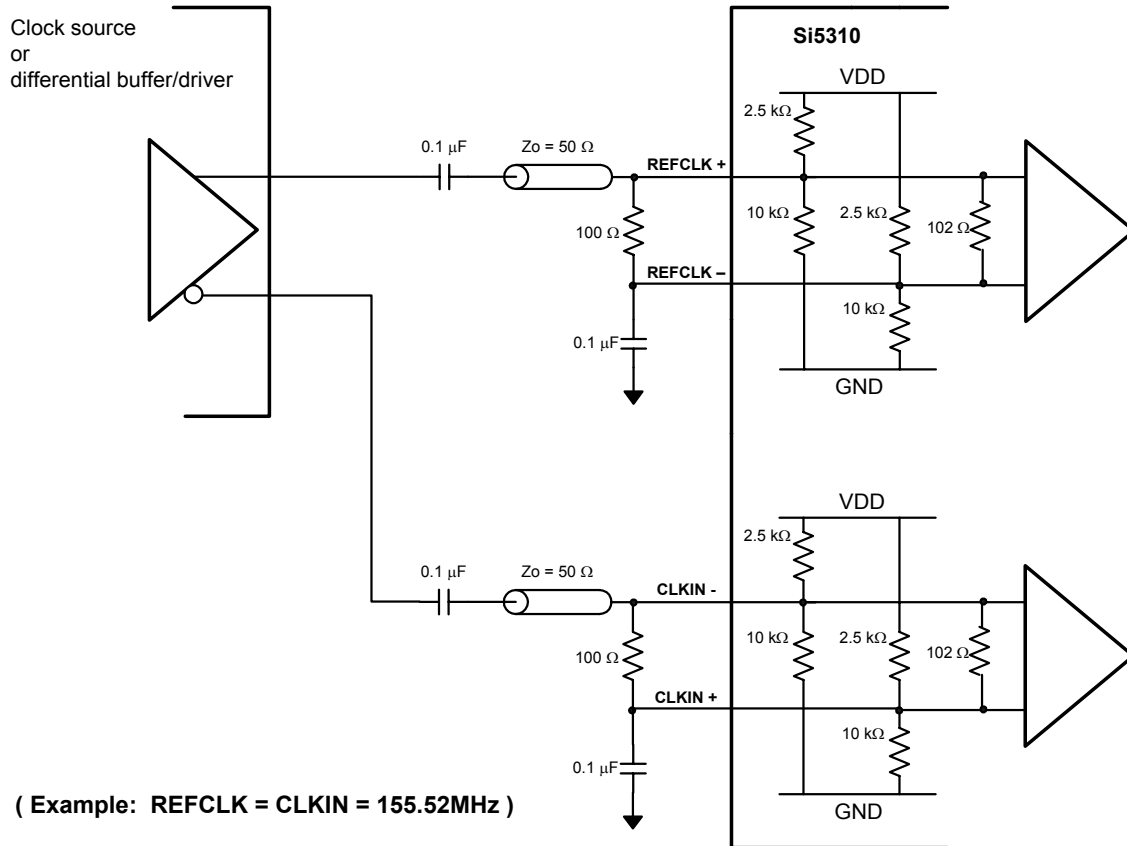 Clock source
or
differential buffer/driver
Si5310
VDD
2.5 kΩ
0.1 μF
Zo = 50 Ω
REFCLK +
100 Ω
10 kΩ
2.5 kΩ
102 Ω
REFCLK –
10 kΩ
0.1 μF
GND
VDD
2.5 kΩ
0.1 μF
Zo = 50 Ω
CLKIN -
100 Ω
10 kΩ
2.5 kΩ
102 Ω
CLKIN +
10 kΩ
0.1 μF
GND
( Example: REFCLK = CLKIN = 155.52MHz )